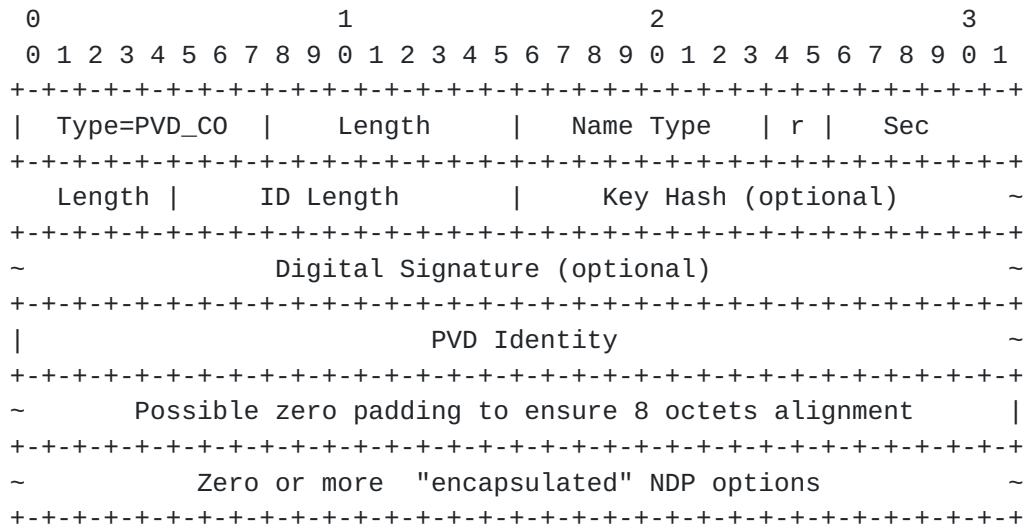 0                   1                   2                   3
 0 1 2 3 4 5 6 7 8 9 0 1 2 3 4 5 6 7 8 9 0 1 2 3 4 5 6 7 8 9 0 1
+-+-+-+-+-+-+-+-+-+-+-+-+-+-+-+-+-+-+-+-+-+-+-+-+-+-+-+-+-+-+-+-+
|  Type=PVD_CO  |    Length     |   Name Type   | r |   Sec
+-+-+-+-+-+-+-+-+-+-+-+-+-+-+-+-+-+-+-+-+-+-+-+-+-+-+-+-+-+-+-+-+
   Length |     ID Length       |     Key Hash (optional)       ~
+-+-+-+-+-+-+-+-+-+-+-+-+-+-+-+-+-+-+-+-+-+-+-+-+-+-+-+-+-+-+-+-+
~                Digital Signature (optional)                   ~
+-+-+-+-+-+-+-+-+-+-+-+-+-+-+-+-+-+-+-+-+-+-+-+-+-+-+-+-+-+-+-+-+
|                          PVD Identity                         ~
+-+-+-+-+-+-+-+-+-+-+-+-+-+-+-+-+-+-+-+-+-+-+-+-+-+-+-+-+-+-+-+-+
~       Possible zero padding to ensure 8 octets alignment      |
+-+-+-+-+-+-+-+-+-+-+-+-+-+-+-+-+-+-+-+-+-+-+-+-+-+-+-+-+-+-+-+-+
~           Zero or more  "encapsulated" NDP options            ~
+-+-+-+-+-+-+-+-+-+-+-+-+-+-+-+-+-+-+-+-+-+-+-+-+-+-+-+-+-+-+-+-+